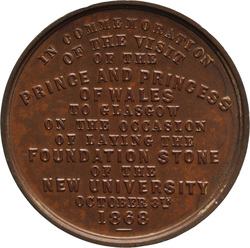 IN COMMEMORATION
OF THE VISIT
OF THE
PRINCE AND PRINCESS
OF WALES
TO GLASGOW
ON THE OCCASION
OF LAYING THE
FOUNDATION STONE
OF THE
NEW UNIVERSITY
OCTOBER
1868